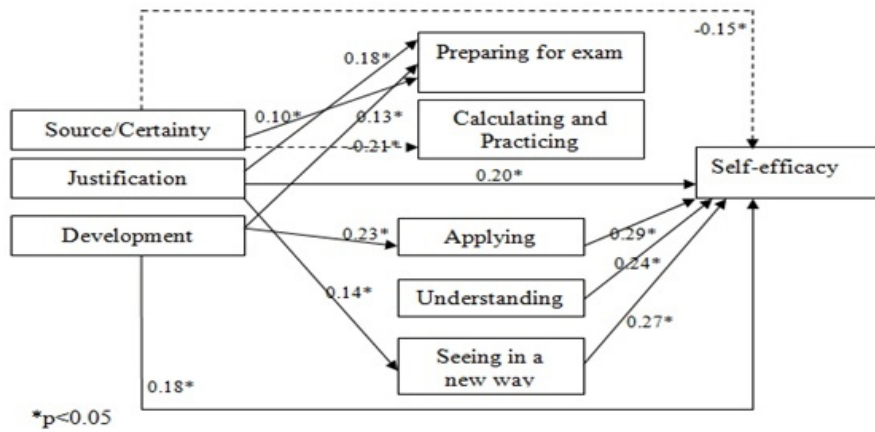 -0.15*
0.18*
Preparing for exam
0.10*
0.13*
Source/Certainty
Calculating and
Practicing
-0.21*
Self-efficacy
Justification
0.20*
Development
0.23*
Applying
0.29*
0.24*
0.14*
Understanding
0.27*
Seeing in a
new way
0.18*
*p<0.05